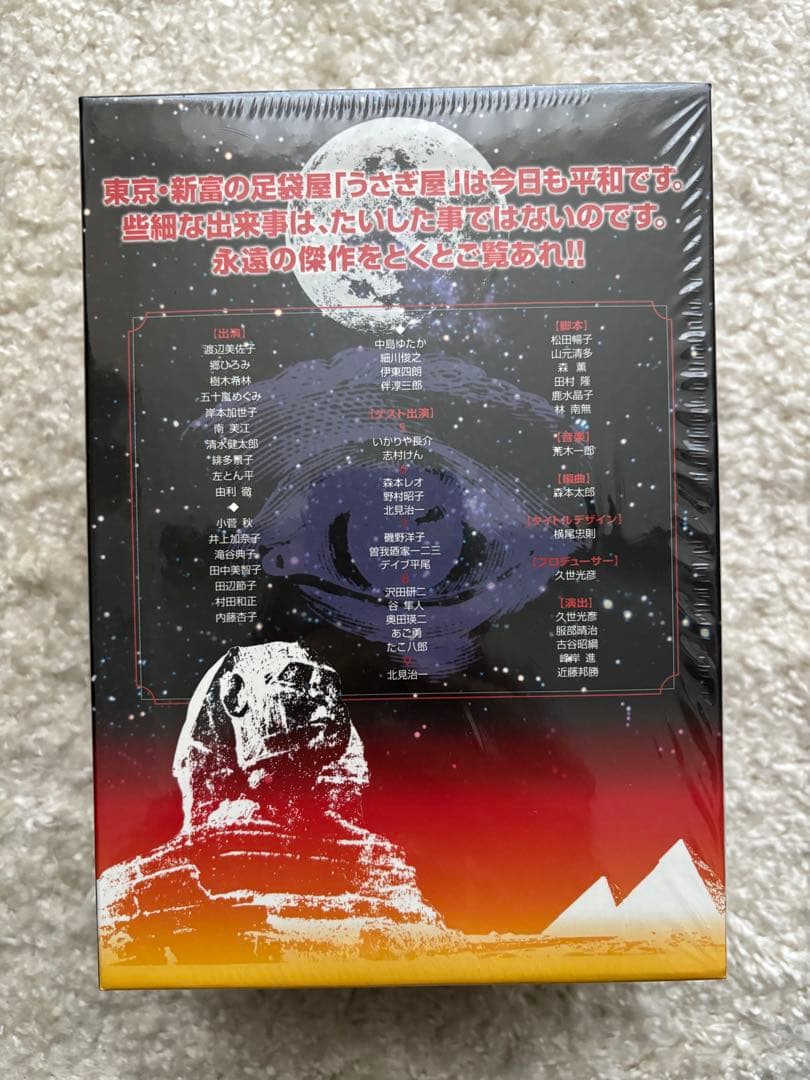 東京・新富の足袋屋「うさぎ屋」は今日も平和です。
些細な出来事は、たいした事ではないのです。
永遠の傑作をとくとご覧あれ!!
【出演】
渡辺美佐子
郷ひろみ
樹木希林
五十嵐めぐみ
岸本加世子
南 美江
清水健太郎
緋多景子
左とん平
由利 徹
◆
小菅 秋
井上加奈子
滝谷典子
田中美智子
田辺節子
村田和正
内藤杏子
◆
中島ゆたか
細川俊之
伊東四朗
伴淳三郎
【ゲスト出演】
5
いかりや長介
志村けん
6
森本レオ
野村昭子
北見治一
7
磯野洋子
曽我廼家一二三
デイブ平尾
8
沢田研二
谷 隼人
奥田瑛二
あご勇
たこ八郎
9
北見治一
【脚本】
松田暢子
山元清多
森 薫
田村 隆
鹿水晶子
林 南無
【音楽】
荒木一郎
【編曲】
森本太郎
【タイトルデザイン】
横尾忠則
【プロデューサー】
久世光彦
【演出】
久世光彦
服部晴治
古谷昭綱
峰岸 進
近藤邦勝